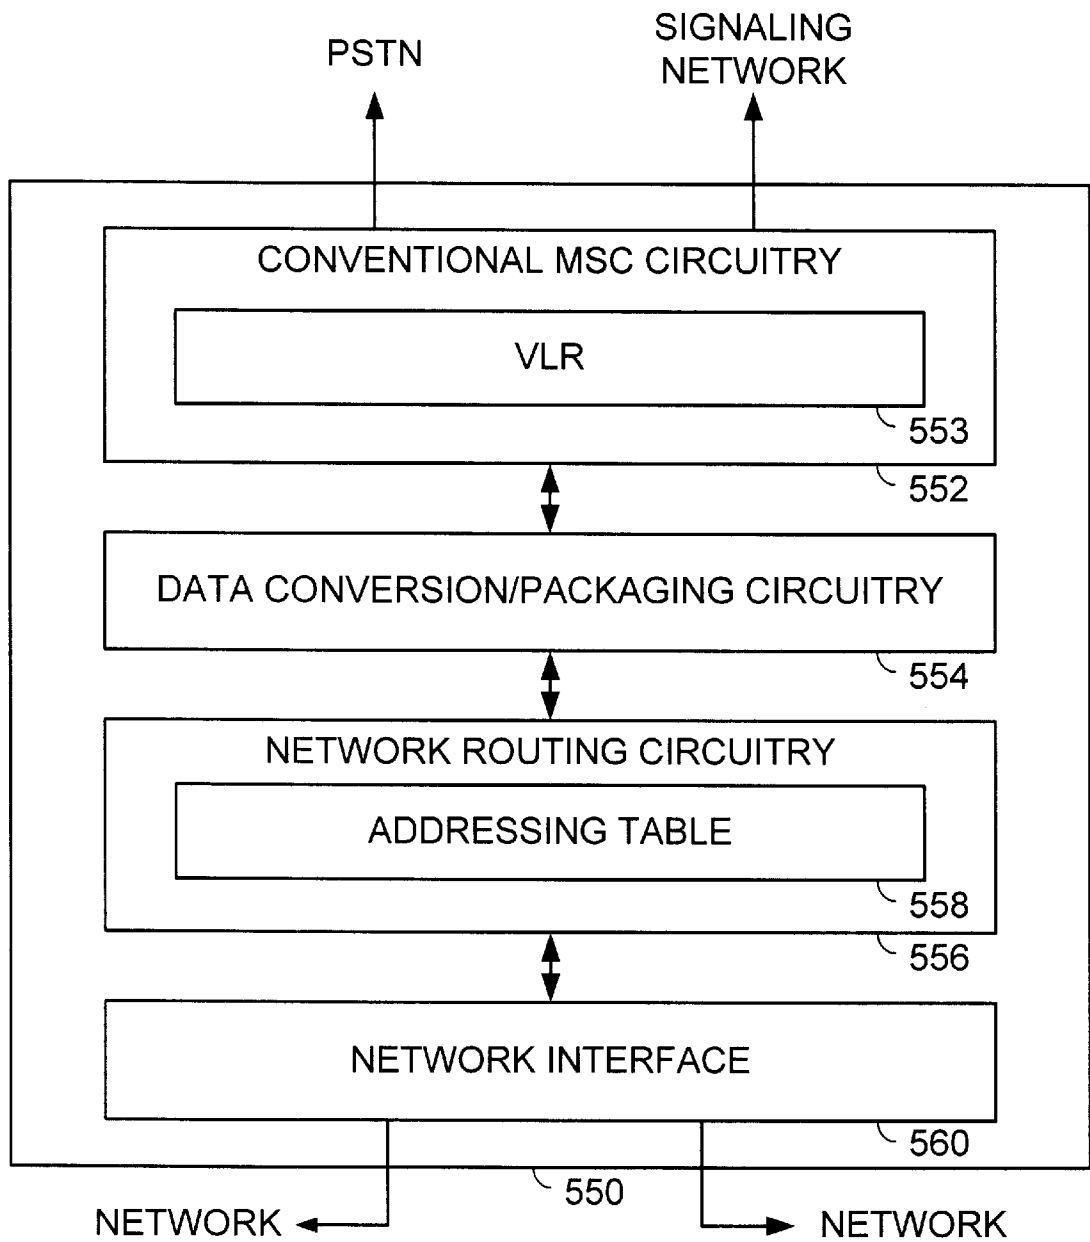 PSTN
SIGNALING
NETWORK
CONVENTIONAL MSC CIRCUITRY
VLR
553
552
DATA CONVERSION/PACKAGING CIRCUITRY
554
NETWORK ROUTING CIRCUITRY
ADDRESSING TABLE
558
556
NETWORK INTERFACE
560
550
NETWORK
NETWORK